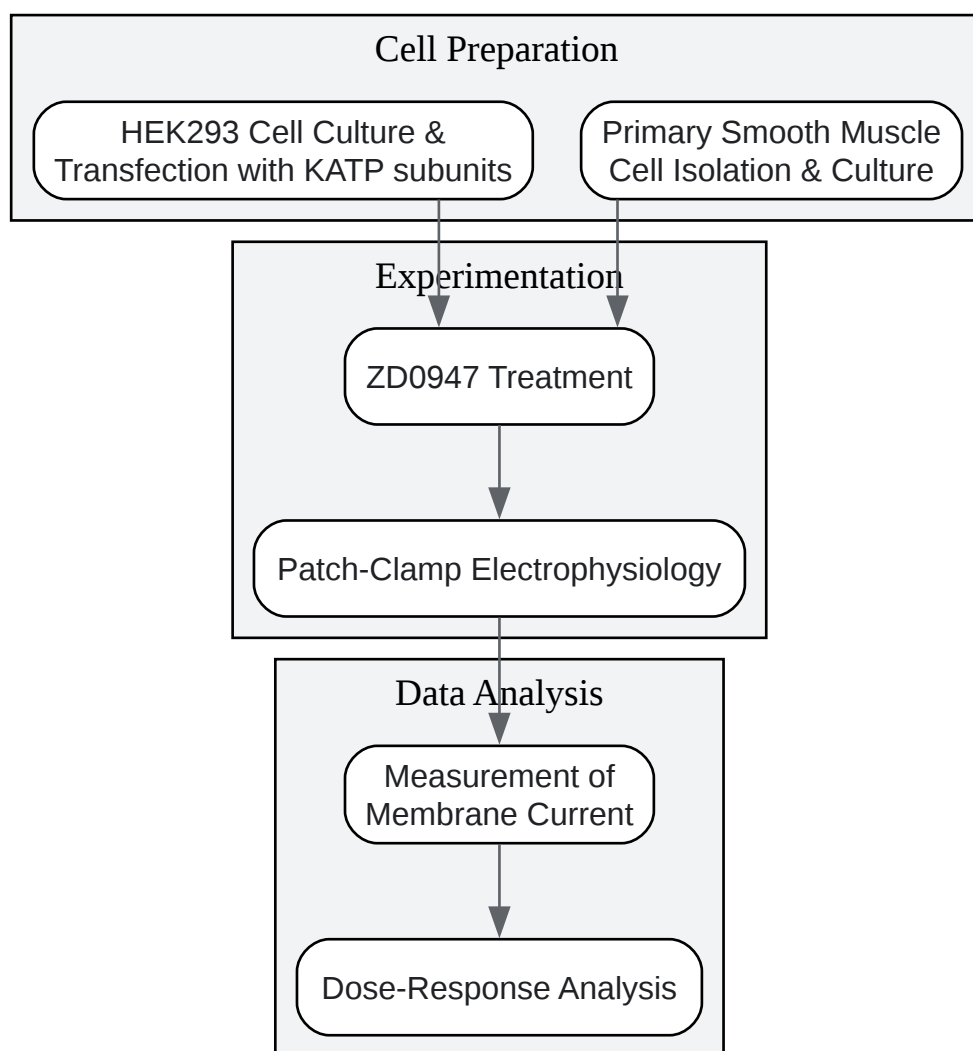 Cell Preparation
HEK293 Cell Culture &
Transfection with KATP subunits
Primary Smooth Muscle
Cell Isolation & Culture
Experimentation
ZD0947 Treatment
Patch-Clamp Electrophysiology
Data Analysis
Measurement of
Membrane Current
Dose-Response Analysis